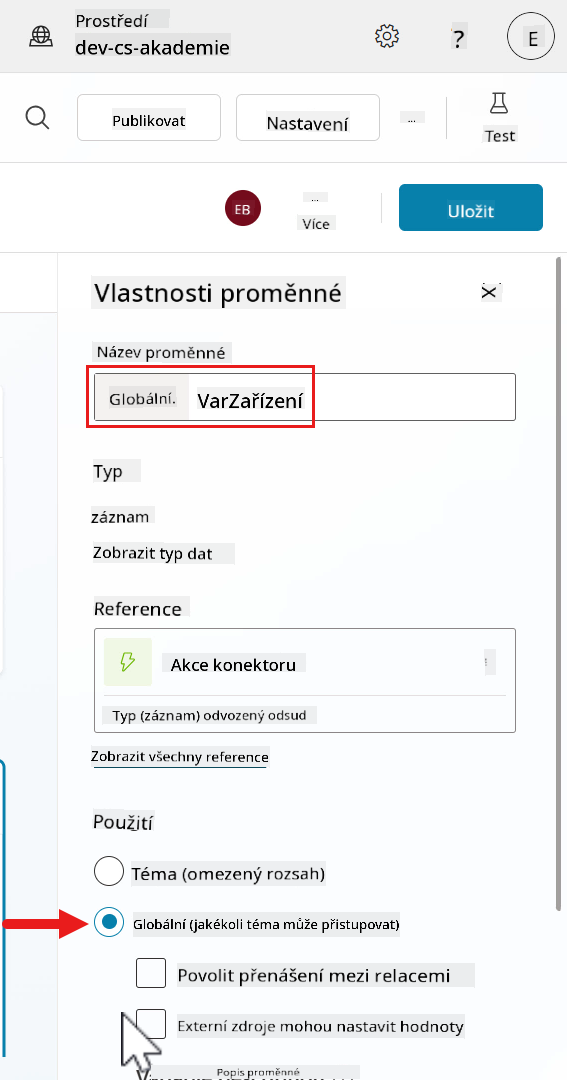 Prostředí
dev-cs-akademie
?
E
Publikovat
Nastavení
...
Test
EB
...
Více
Uložit
Vlastnosti proměnné
Název proměnné
Globální. VarZařízení
Typ
záznam
Zobrazit typ dat
Reference
Akce konektoru
Typ (záznam) odvozený odsud
Zobrazit všechny reference
Použití
Téma (omezený rozsah)
Globální (jakékoli téma může přistupovat)
Povolit přenášení mezi relacemi
Externí zdroje mohou nastavit hodnoty
Popis proměnné